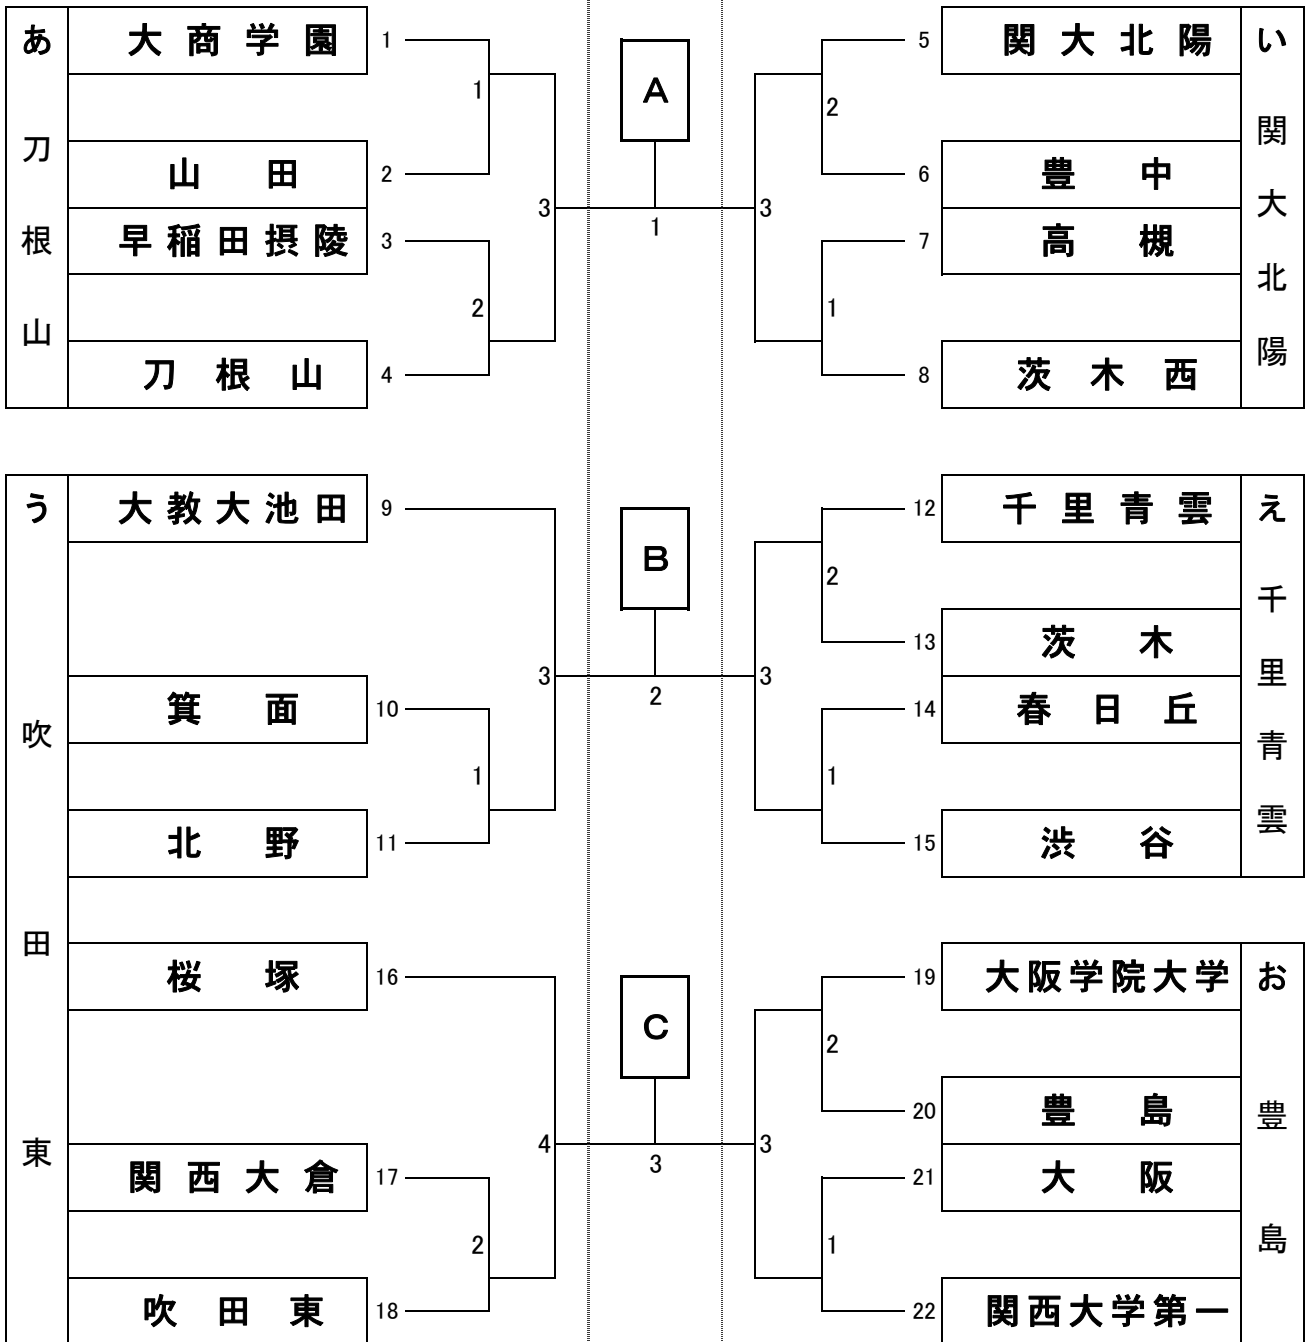 あ 刀根山
大商学園 1
山田 2
早稲田摂陵 3
刀根山 4
1
2
3
A
1
い 関大北陽
5 関大北陽
6 豊中
7 高槻
8 茨木西
2
1
3
う 吹田東
大教大池田 9
箕面 10
北野 11
1
3
B
2
え 千里青雲
12 千里青雲
13 茨木
14 春日丘
15 渋谷
2
1
3
桜塚 16
関西大倉 17
吹田東 18
2
4
C
3
お 豊島
19 大阪学院大学
20 豊島
21 大阪
22 関西大学第一
2
1
3